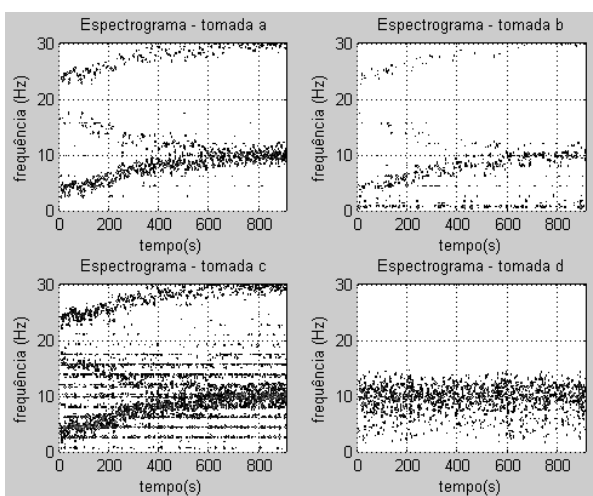 Espectrograma - tomada a
30
20
10
0
frequência (Hz)
0 200 400 600 800
tempo(s)
Espectrograma - tomada b
30
20
10
0
frequência (Hz)
0 200 400 600 800
tempo(s)
Espectrograma - tomada c
30
20
10
0
frequência (Hz)
0 200 400 600 800
tempo(s)
Espectrograma - tomada d
30
20
10
0
frequência (Hz)
0 200 400 600 800
tempo(s)